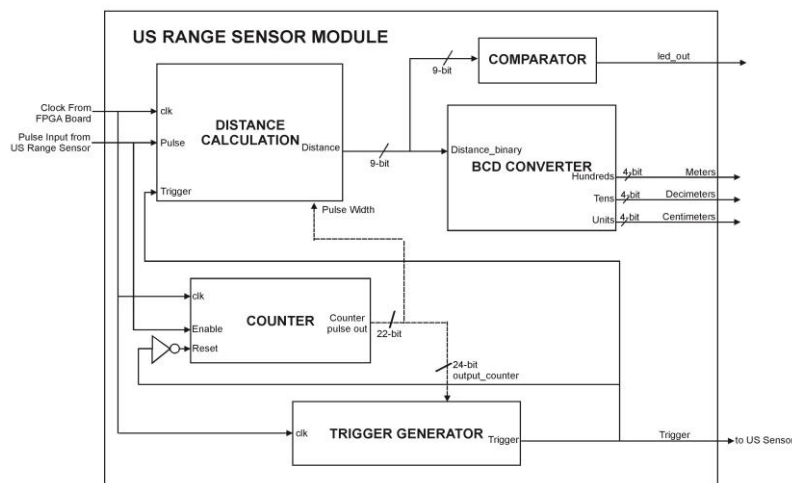 US RANGE SENSOR MODULE
COMPARATOR
led_out
9-bit
Clock From
FPGA Board
clk
DISTANCE
CALCULATION
Pulse Input from
US Range Sensor
Pulse
Distance
9-bit
Distance_binary
BCD CONVERTER
Hundreds
4-bit
Meters
Trigger
Tens
4-bit
Decimeters
Pulse Width
Units
4-bit
Centimeters
clk
COUNTER
Counter
pulse out
22-bit
Enable
Reset
24-bit
output_counter
clk
TRIGGER GENERATOR
Trigger
Trigger
to US Sensor